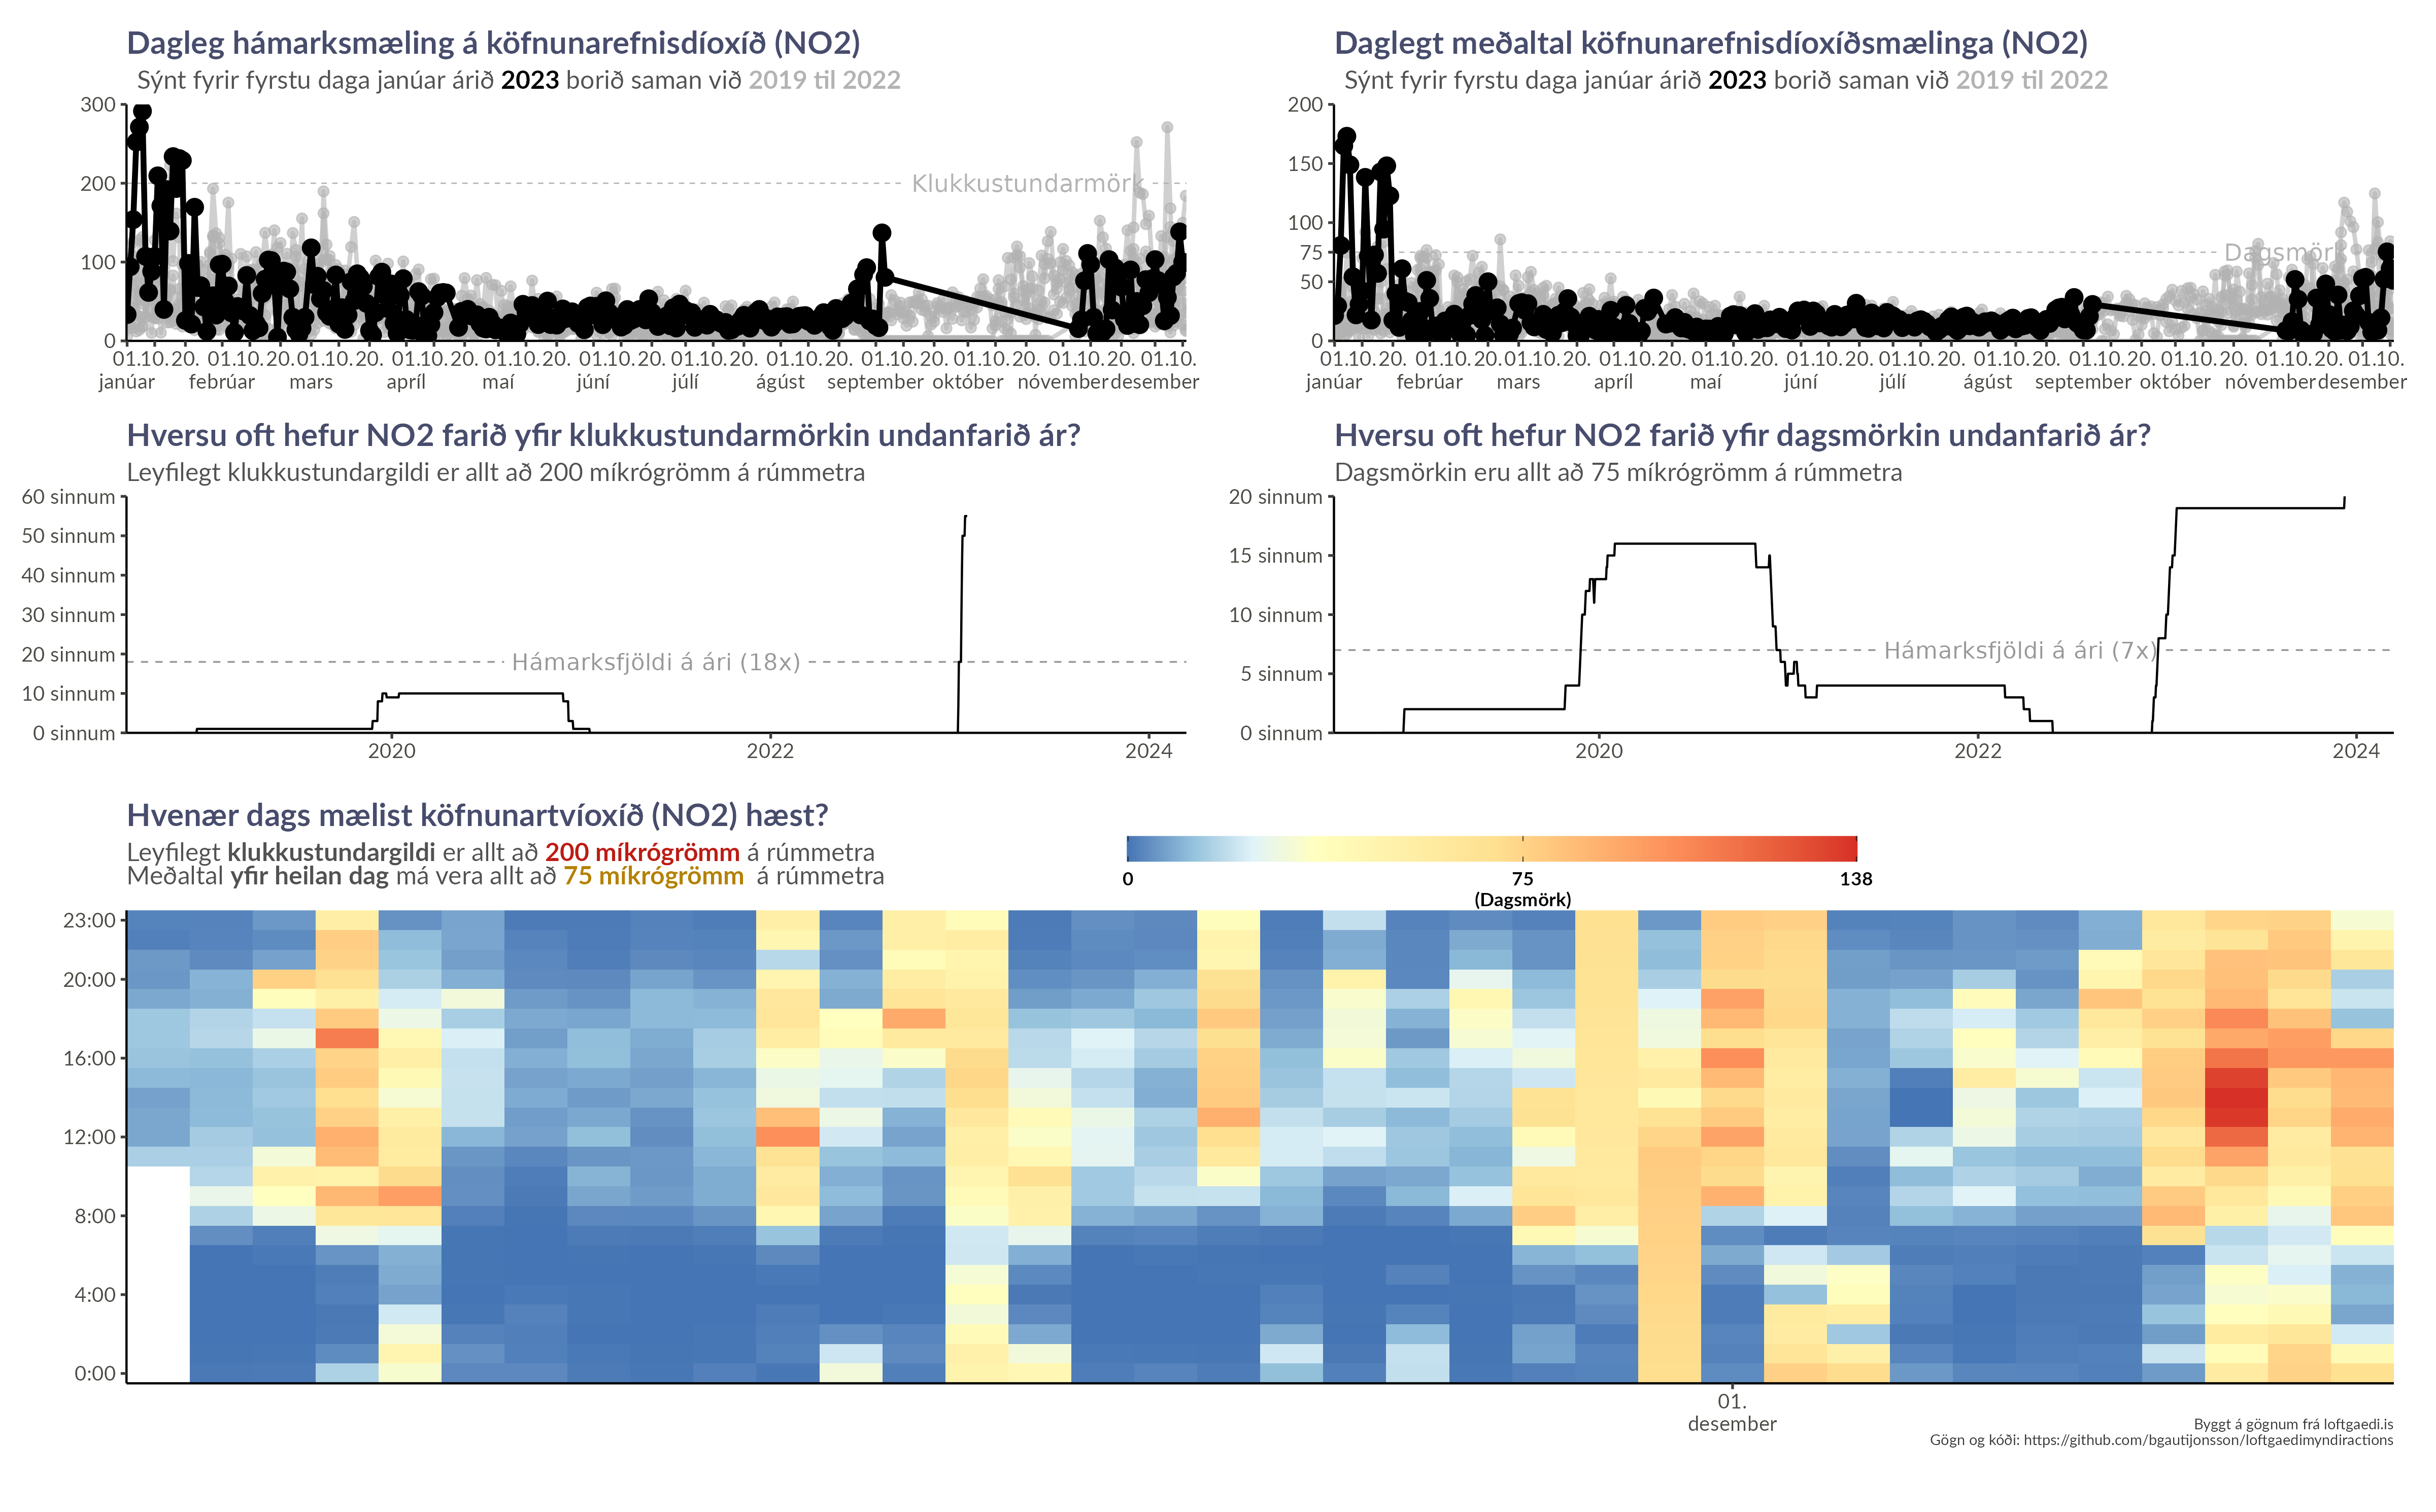 Dagleg hámarksmæling á köfnunarefnisdíoxíð (NO2)
Sýnt fyrir fyrstu daga janúar árið 2023 borið saman við 2019 til 2022
300
200
100
0
Klukkustundarmörk
01.10.20. 01.10.20. 01.10.20. 01.10.20. 01.10.20. 01.10.20. 01.10.20. 01.10.20. 01.10.20. 01.10.20. 01.10.20. 01.10.
janúar febrúar mars apríl maí júní júlí ágúst september október nóvember desember
Daglegt meðaltal köfnunarefnisdíoxíðsmælinga (NO2)
Sýnt fyrir fyrstu daga janúar árið 2023 borið saman við 2019 til 2022
200
150
100
75
50
0
Dagsmörk
01.10.20. 01.10.20. 01.10.20. 01.10.20. 01.10.20. 01.10.20. 01.10.20. 01.10.20. 01.10.20. 01.10.20. 01.10.20. 01.10.
janúar febrúar mars apríl maí júní júlí ágúst september október nóvember desember
Hversu oft hefur NO2 farið yfir klukkustundarmörkin undanfarið ár?
Leyfilegt klukkustundargildi er allt að 200 míkrógrömm á rúmmetra
60 sinnum
50 sinnum
40 sinnum
30 sinnum
20 sinnum
10 sinnum
0 sinnum
Hámarksfjöldi á ári (18x)
2020 2022 2024
Hversu oft hefur NO2 farið yfir dagsmörkin undanfarið ár?
Dagsmörkin eru allt að 75 míkrógrömm á rúmmetra
20 sinnum
15 sinnum
10 sinnum
5 sinnum
0 sinnum
Hámarksfjöldi á ári (7x)
2020 2022 2024
Hvenær dags mælist köfnunartvíoxíð (NO2) hæst?
Leyfilegt klukkustundargildi er allt að 200 míkrógrömm á rúmmetra
Meðaltal yfir heilan dag má vera allt að 75 míkrógrömm á rúmmetra
0 75 138
(Dagsmörk)
23:00
20:00
16:00
12:00
8:00
4:00
0:00
01.
desember
Byggt á gögnum frá loftgaedi.is
Gögn og kóði: https://github.com/bgautijonsson/loftgaedimyndiractions